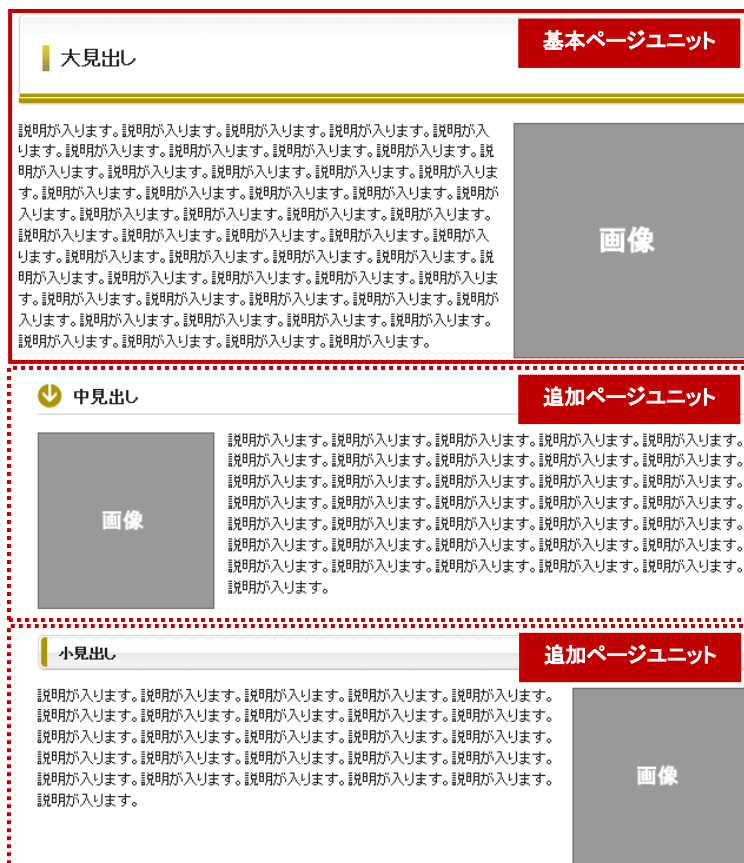 基本ページユニット
大見出し
説明が入ります。説明が入ります。説明が入ります。説明が入ります。説明が入
ります。説明が入ります。説明が入ります。説明が入ります。説明が入ります。説
明が入ります。説明が入ります。説明が入ります。説明が入ります。説明が入りま
す。説明が入ります。説明が入ります。説明が入ります。説明が入ります。説明が
入ります。説明が入ります。説明が入ります。説明が入ります。説明が入ります。
説明が入ります。説明が入ります。説明が入ります。説明が入ります。説明が入
ります。説明が入ります。説明が入ります。説明が入ります。説明が入ります。説
明が入ります。説明が入ります。説明が入ります。説明が入ります。説明が入りま
す。説明が入ります。説明が入ります。説明が入ります。説明が入ります。説明が
入ります。説明が入ります。説明が入ります。説明が入ります。説明が入ります。
説明が入ります。説明が入ります。説明が入ります。説明が入ります。
画像
中見出し
追加ページユニット
画像
説明が入ります。説明が入ります。説明が入ります。説明が入ります。説明が入ります。
説明が入ります。説明が入ります。説明が入ります。説明が入ります。説明が入ります。
説明が入ります。説明が入ります。説明が入ります。説明が入ります。説明が入ります。
説明が入ります。説明が入ります。説明が入ります。説明が入ります。説明が入ります。
説明が入ります。説明が入ります。説明が入ります。説明が入ります。説明が入ります。
説明が入ります。説明が入ります。説明が入ります。説明が入ります。説明が入ります。
説明が入ります。説明が入ります。説明が入ります。説明が入ります。説明が入ります。
説明が入ります。
小見出し
追加ページユニット
説明が入ります。説明が入ります。説明が入ります。説明が入ります。説明が入ります。
説明が入ります。説明が入ります。説明が入ります。説明が入ります。説明が入ります。
説明が入ります。説明が入ります。説明が入ります。説明が入ります。説明が入ります。
説明が入ります。説明が入ります。説明が入ります。説明が入ります。説明が入ります。
説明が入ります。説明が入ります。説明が入ります。説明が入ります。説明が入ります。
説明が入ります。
画像